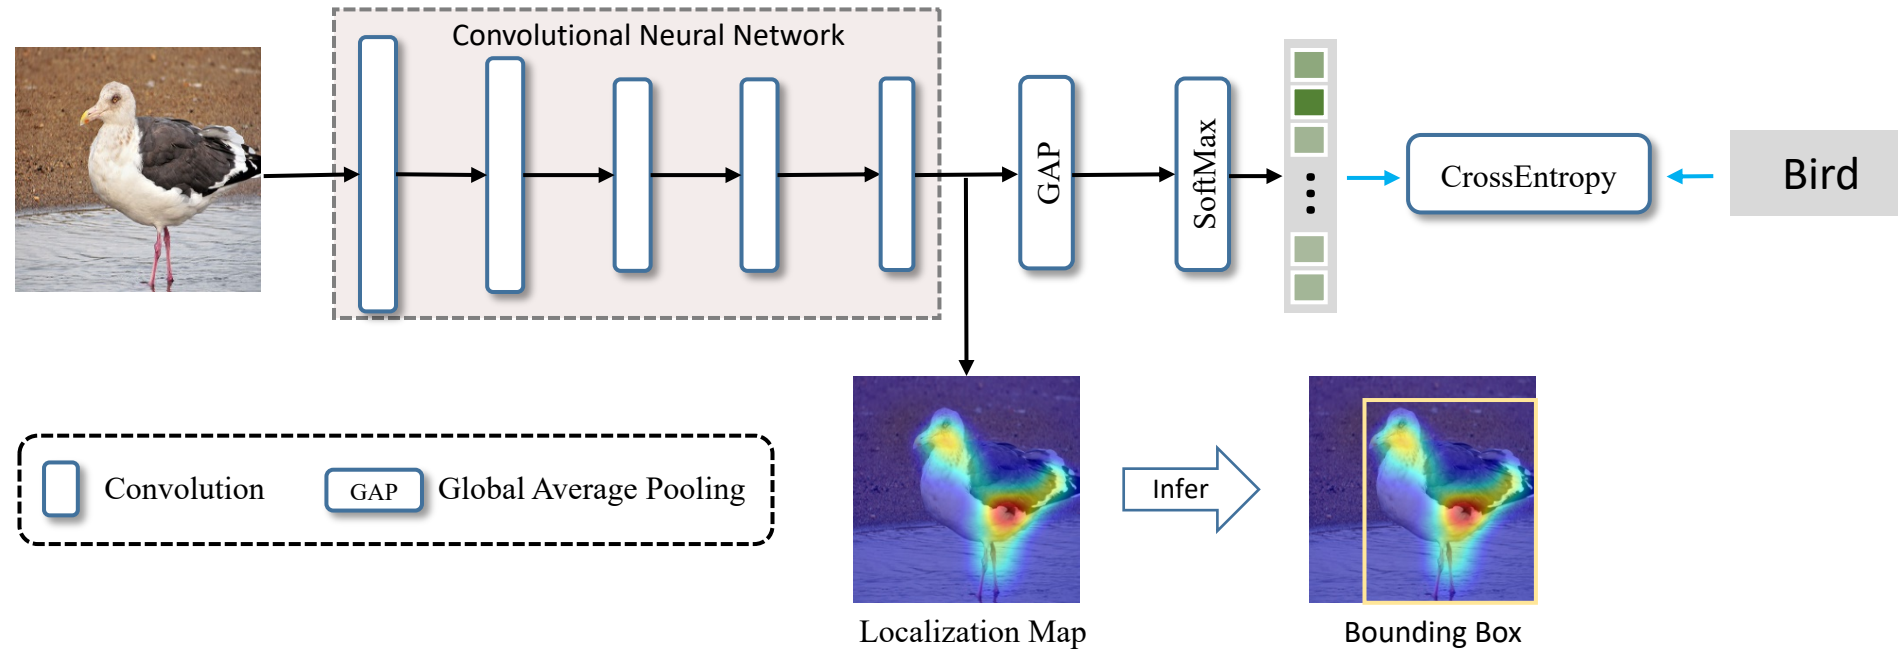 Convolutional Neural Network
GAP
SoftMax
CrossEntropy
Bird
Convolution
GAP
Global Average Pooling
Infer
Localization Map
Bounding Box